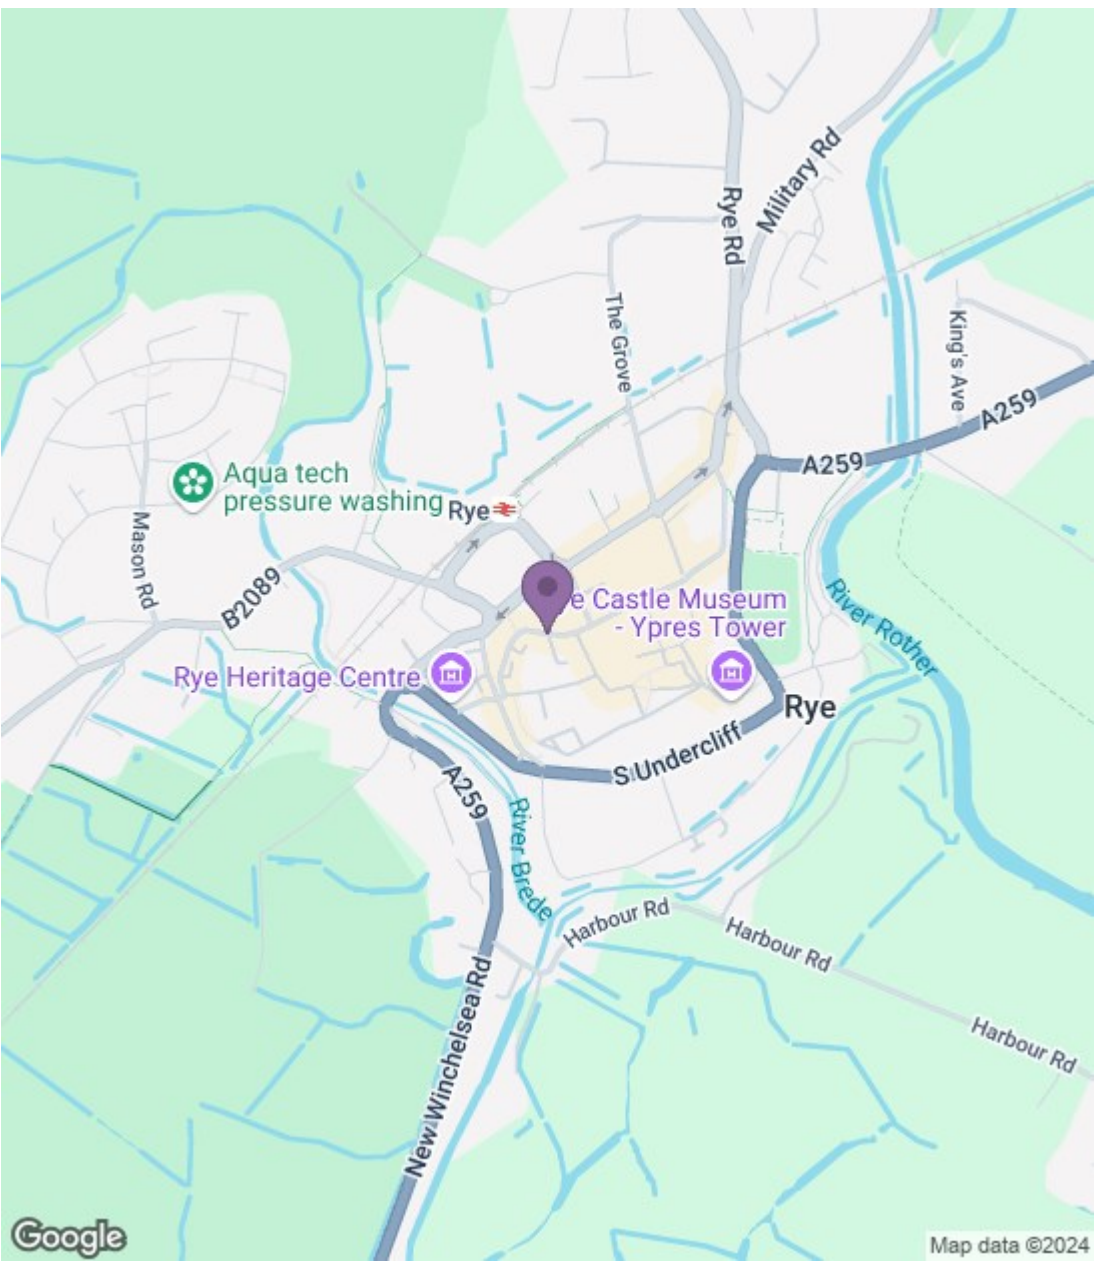 Military Rd
Rye Rd
The Grove
King's Ave
A259
A259
Aqua tech
pressure washing
Rye
Mason Rd
B2089
Castle Museum
- Ypres Tower
River Rother
Rye Heritage Centre
Rye
S Undercliff
A259
River Brede
Harbour Rd
Harbour Rd
Harbour Rd
New Winchelsea Rd
Google
Map data ©2024